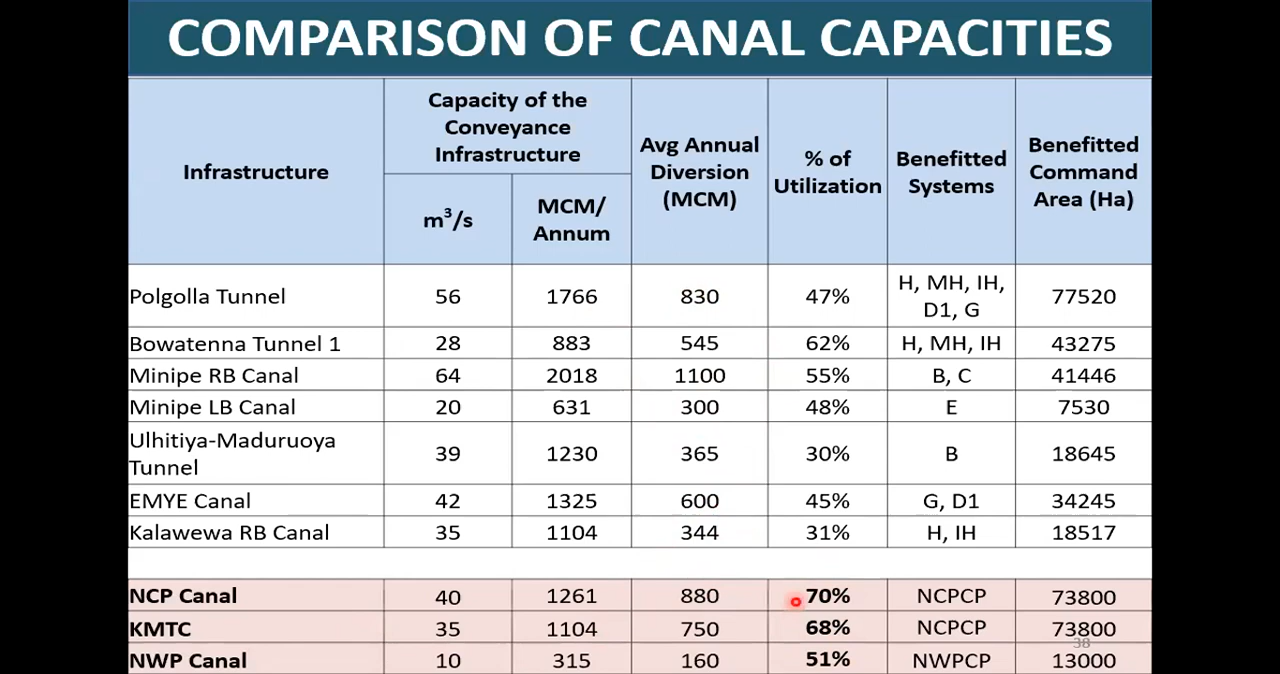 COMPARISON OF CANAL CAPACITIES
Infrastructure
Capacity of the
Conveyance
Infrastructure
m³/s
MCM/
Annum
Avg Annual
Diversion
(MCM)
% of
Utilization
Benefitted
Systems
Benefitted
Command
Area (Ha)
Polgolla Tunnel 56 1766 830 47% H, MH, IH, D1, G 77520
Bowatenna Tunnel 1 28 883 545 62% H, MH, IH 43275
Minipe RB Canal 64 2018 1100 55% B, C 41446
Minipe LB Canal 20 631 300 48% E 7530
Ulhitiya-Maduruoya Tunnel 39 1230 365 30% B 18645
EMYE Canal 42 1325 600 45% G, D1 34245
Kalawewa RB Canal 35 1104 344 31% H, IH 18517
NCP Canal 40 1261 880 70% NCPCP 73800
KMTC 35 1104 750 68% NCPCP 73800
38
NWP Canal 10 315 160 51% NWPCP 13000